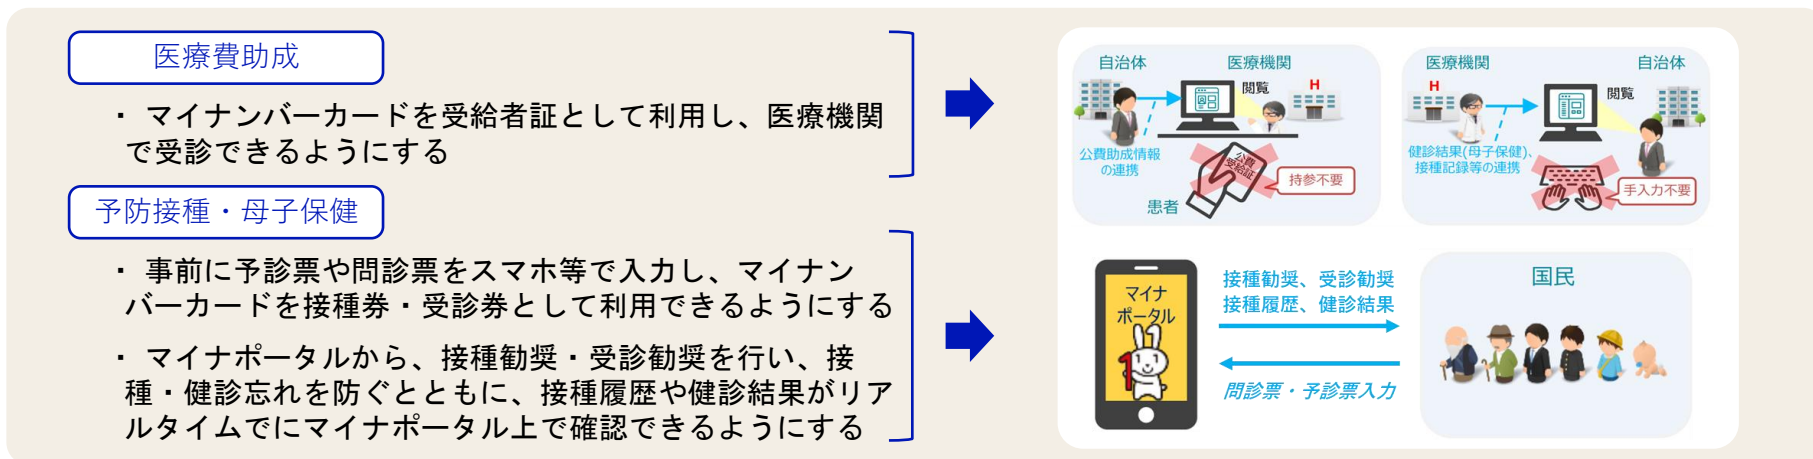 医療費助成
・ マイナンバーカードを受給者証として利用し、医療機関
で受診できるようにする
予防接種・母子保健
・ 事前に予診票や問診票をスマホ等で入力し、マイナン
バーカードを接種券・受診券として利用できるようにする
・ マイナポータルから、接種勧奨・受診勧奨を行い、接
種・健診忘れを防ぐとともに、接種履歴や健診結果がリア
ルタイムでにマイナポータル上で確認できるようにする
自治体
医療機関
閲覧
H
公費助成情報
の連携
公費
受給証
持参不要
患者
医療機関
自治体
H
閲覧
健診結果(母子保健)、
接種記録等の連携
手入力不要
マイナ
ポータル
1
接種勧奨、受診勧奨
接種履歴、健診結果
問診票・予診票入力
国民